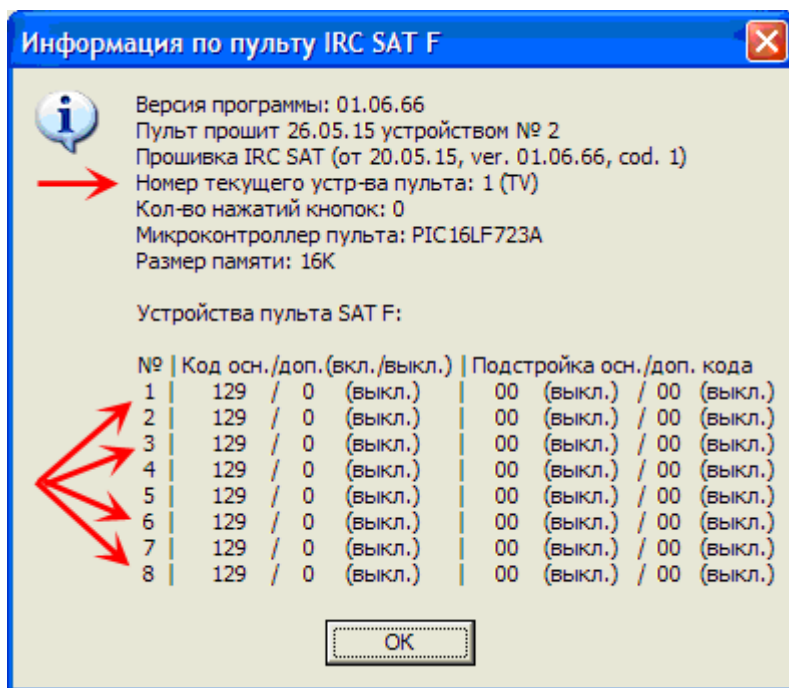 Информация по пульту IRC SAT F
Версия программы: 01.06.66
Пульт прошит 26.05.15 устройством № 2
Прошивка IRC SAT (от 20.05.15, ver. 01.06.66, cod. 1)
Номер текущего устр-ва пульта: 1 (TV)
Кол-во нажатий кнопок: 0
Микроконтроллер пульта: PIC16LF723A
Размер памяти: 16K
Устройства пульта SAT F:
№ | Код осн./доп.(вкл./выкл.) | Подстройка осн./доп. кода
1 | 129 / 0 (выкл.) | 00 (выкл.) / 00 (выкл.)
2 | 129 / 0 (выкл.) | 00 (выкл.) / 00 (выкл.)
3 | 129 / 0 (выкл.) | 00 (выкл.) / 00 (выкл.)
4 | 129 / 0 (выкл.) | 00 (выкл.) / 00 (выкл.)
5 | 129 / 0 (выкл.) | 00 (выкл.) / 00 (выкл.)
6 | 129 / 0 (выкл.) | 00 (выкл.) / 00 (выкл.)
7 | 129 / 0 (выкл.) | 00 (выкл.) / 00 (выкл.)
8 | 129 / 0 (выкл.) | 00 (выкл.) / 00 (выкл.)
OK